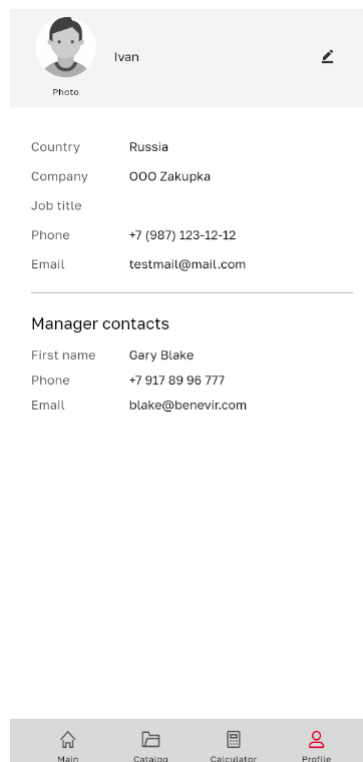 Ivan
Photo
Country Russia
Company OOO Zakupka
Job title
Phone +7 (987) 123-12-12
Email testmail@mail.com
Manager contacts
First name Gary Blake
Phone +7 917 89 96 777
Email blake@benevir.com
Main Catalog Calculator Profile